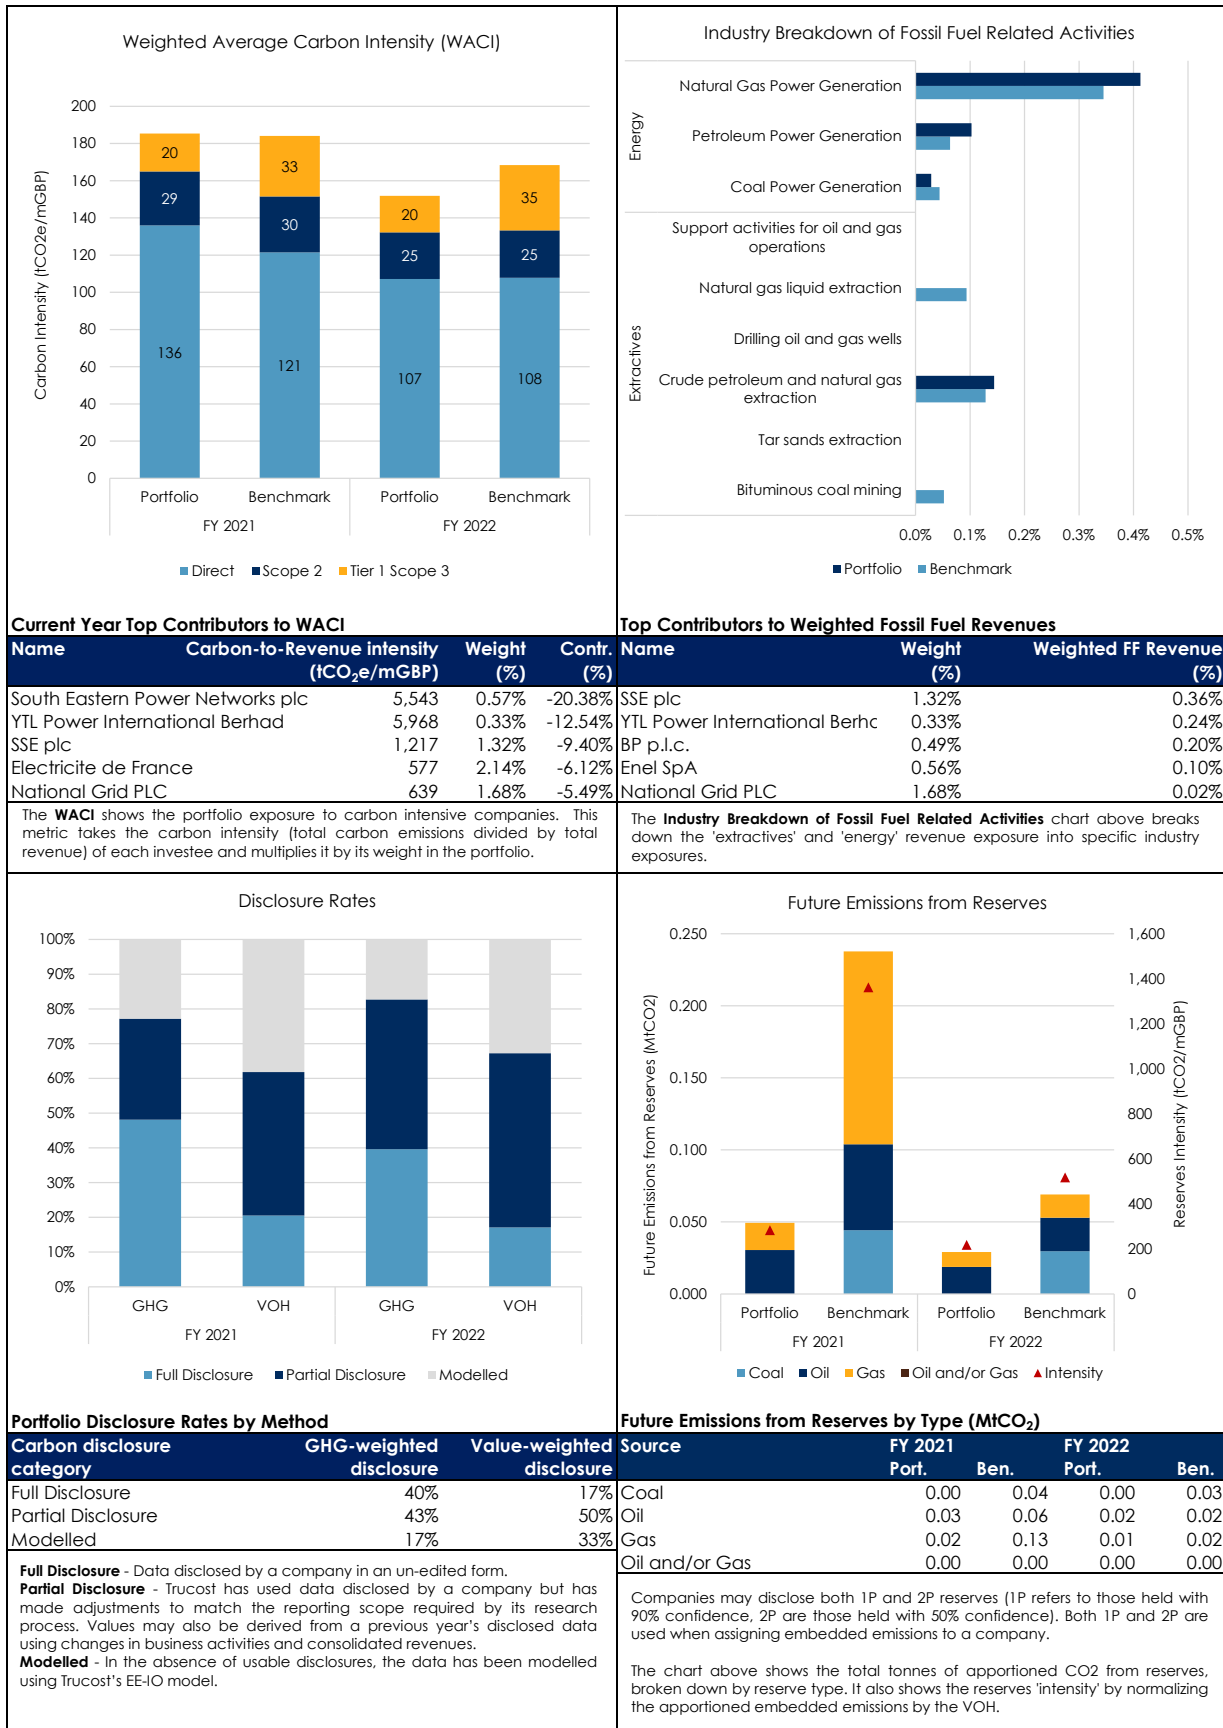 Weighted Average Carbon Intensity (WACI)
Carbon Intensity (tCO2e/mGBP)
200
180
160
140
120
100
80
60
40
20
0
20
29
136
33
30
121
20
25
107
35
25
108
Portfolio
Benchmark
Portfolio
Benchmark
FY 2021
FY 2022
Direct
Scope 2
Tier 1 Scope 3
Industry Breakdown of Fossil Fuel Related Activities
Energy
Natural Gas Power Generation
Petroleum Power Generation
Coal Power Generation
Extractives
Support activities for oil and gas
operations
Natural gas liquid extraction
Drilling oil and gas wells
Crude petroleum and natural gas
extraction
Tar sands extraction
Bituminous coal mining
0.0% 0.1% 0.2% 0.3% 0.4% 0.5%
Portfolio
Benchmark
Current Year Top Contributors to WACI
Name Carbon-to-Revenue intensity Weight Contr.
(tCO2e/mGBP) (%) (%)
South Eastern Power Networks plc 5,543 0.57% -20.38%
YTL Power International Berhad 5,968 0.33% -12.54%
SSE plc 1,217 1.32% -9.40%
Electricite de France 577 2.14% -6.12%
National Grid PLC 639 1.68% -5.49%
The WACI shows the portfolio exposure to carbon intensive companies. This
metric takes the carbon intensity (total carbon emissions divided by total
revenue) of each investee and multiplies it by its weight in the portfolio.
Top Contributors to Weighted Fossil Fuel Revenues
Name Weight Weighted FF Revenue
(%) (%)
SSE plc 1.32% 0.36%
YTL Power International Berhc 0.33% 0.24%
BP p.l.c. 0.49% 0.20%
Enel SpA 0.56% 0.10%
National Grid PLC 1.68% 0.02%
The Industry Breakdown of Fossil Fuel Related Activities chart above breaks
down the 'extractives' and 'energy' revenue exposure into specific industry
exposures.
Disclosure Rates
100%
90%
80%
70%
60%
50%
40%
30%
20%
10%
0%
GHG
VOH
GHG
VOH
FY 2021
FY 2022
Full Disclosure
Partial Disclosure
Modelled
Future Emissions from Reserves
Future Emissions from Reserves (MtCO2)
0.250
0.200
0.150
0.100
0.050
0.000
1,600
1,400
1,200
1,000
800
600
400
200
0
Reserves Intensity (tCO2/mGBP)
Portfolio
Benchmark
Portfolio
Benchmark
FY 2021
FY 2022
Coal
Oil
Gas
Oil and/or Gas
Intensity
Portfolio Disclosure Rates by Method
Carbon disclosure GHG-weighted Value-weighted
category disclosure disclosure
Full Disclosure 40% 17%
Partial Disclosure 43% 50%
Modelled 17% 33%
Full Disclosure - Data disclosed by a company in an un-edited form.
Partial Disclosure - Trucost has used data disclosed by a company but has
made adjustments to match the reporting scope required by its research
process. Values may also be derived from a previous year's disclosed data
using changes in business activities and consolidated revenues.
Modelled - In the absence of usable disclosures, the data has been modelled
using Trucost's EE-IO model.
Future Emissions from Reserves by Type (MtCO2)
Source FY 2021 FY 2022
Port. Ben. Port. Ben.
Coal 0.00 0.04 0.00 0.03
Oil 0.03 0.06 0.02 0.02
Gas 0.02 0.13 0.01 0.02
Oil and/or Gas 0.00 0.00 0.00 0.00
Companies may disclose both 1P and 2P reserves (1P refers to those held with
90% confidence, 2P are those held with 50% confidence). Both 1P and 2P are
used when assigning embedded emissions to a company.
The chart above shows the total tonnes of apportioned CO2 from reserves,
broken down by reserve type. It also shows the reserves 'intensity' by normalizing
the apportioned embedded emissions by the VOH.